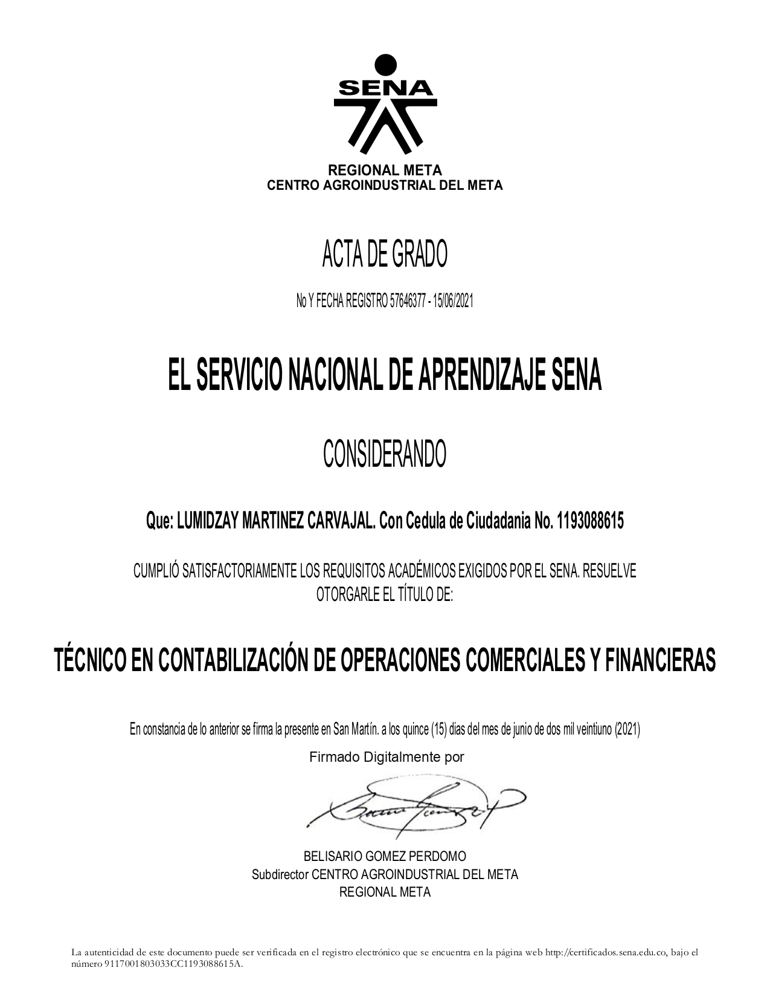 SENA
REGIONAL META
CENTRO AGROINDUSTRIAL DEL META
ACTA DE GRADO
No Y FECHA REGISTRO 57646377 - 15/06/2021
EL SERVICIO NACIONAL DE APRENDIZAJE SENA
CONSIDERANDO
Que: LUMIDZAY MARTINEZ CARVAJAL. Con Cedula de Ciudadania No. 1193088615
CUMPLIÓ SATISFACTORIAMENTE LOS REQUISITOS ACADÉMICOS EXIGIDOS POR EL SENA. RESUELVE
OTORGARLE EL TÍTULO DE:
TÉCNICO EN CONTABILIZACIÓN DE OPERACIONES COMERCIALES Y FINANCIERAS
En constancia de lo anterior se firma la presente en San Martín. a los quince (15) dias del mes de junio de dos mil veintiuno (2021)
Firmado Digitalmente por
BELISARIO GOMEZ PERDOMO
Subdirector CENTRO AGROINDUSTRIAL DEL META
REGIONAL META
La autenticidad de este documento puede ser verificada en el registro electrónico que se encuentra en la página web http://certificados.sena.edu.co, bajo el
número 9117001803033CC1193088615A.